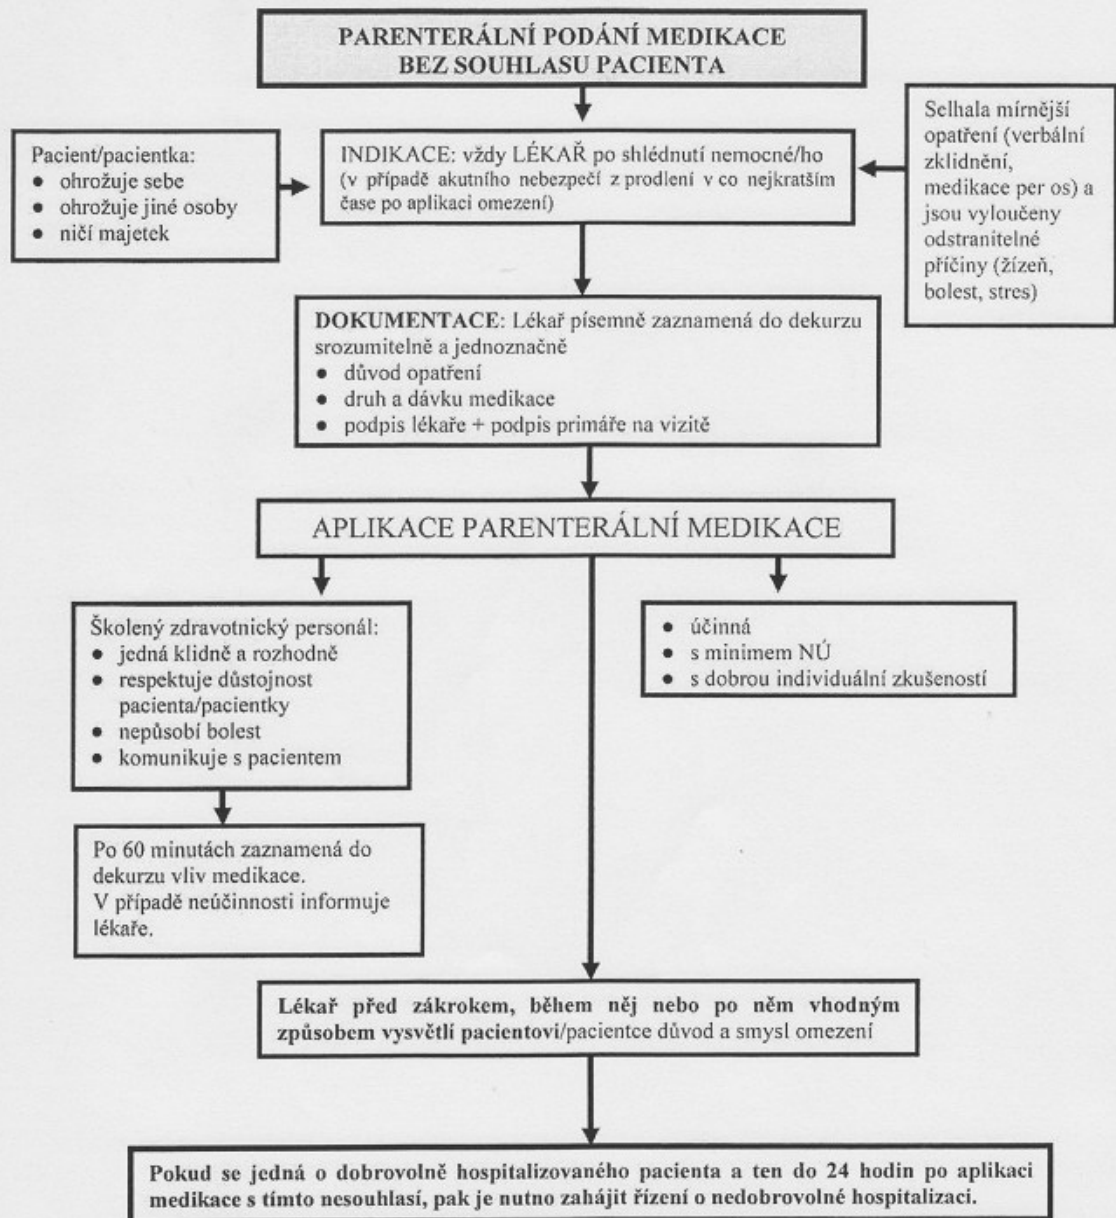 PARENTERÁLNÍ PODÁNÍ MEDIKACE
BEZ SOUHLASU PACIENTA
Pacient/pacientka:
● ohrožuje sebe
● ohrožuje jiné osoby
● ničí majetek
INDIKACE: vždy LÉKAŘ po shlédnutí nemocné/ho
(v případě akutního nebezpečí z prodlení v co nejkratším
čase po aplikaci omezení)
Selhala mírnější
opatření (verbální
zklidnění,
medikace per os) a
jsou vyloučeny
odstranitelné
příčiny (žízeň,
bolest, stres)
DOKUMENTACE: Lékař písemně zaznamená do dekurzu
srozumitelně a jednoznačně
● důvod opatření
● druh a dávku medikace
● podpis lékaře + podpis primáře na vizitě
APLIKACE PARENTERÁLNÍ MEDIKACE
Školený zdravotnický personál:
● jedná klidně a rozhodně
● respektuje důstojnost
pacienta/pacientky
● nepůsobí bolest
● komunikuje s pacientem
● účinná
● s minimem NÚ
● s dobrou individuální zkušeností
Po 60 minutách zaznamená do
dekurzu vliv medikace.
V případě neúčinnosti informuje
lékaře.
Lékař před zákrokem, během něj nebo po něm vhodným
způsobem vysvětlí pacientovi/pacientce důvod a smysl omezení
Pokud se jedná o dobrovolně hospitalizovaného pacienta a ten do 24 hodin po aplikaci
medikace s tímto nesouhlasí, pak je nutno zahájit řízení o nedobrovolné hospitalizaci.